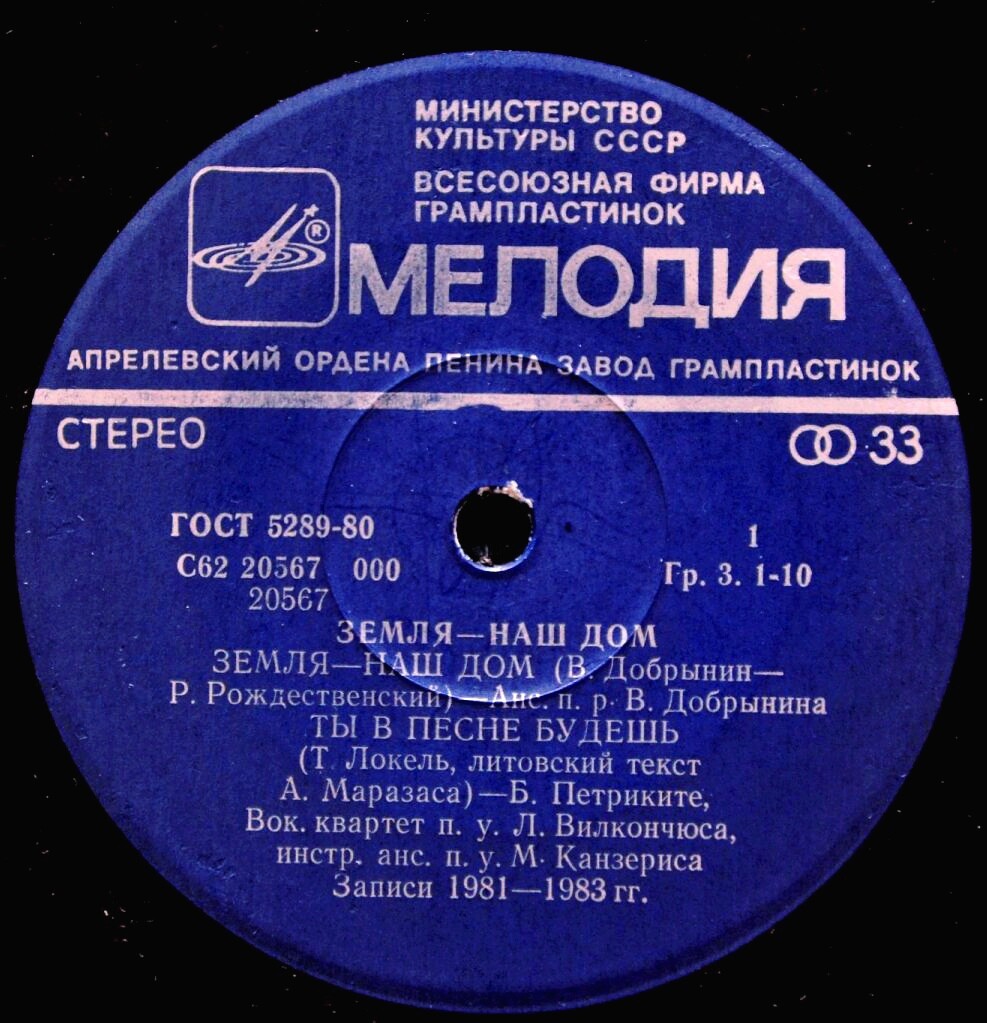 МИНИСТЕРСТВО
КУЛЬТУРЫ СССР
ВСЕСОЮЗНАЯ ФИРМА
ГРАМПЛАСТИНОК
®
МЕЛОДИЯ
АПРЕЛЕВСКИЙ ОРДЕНА ЛЕНИНА ЗАВОД ГРАМПЛАСТИНОК
СТЕРЕО
33
ГОСТ 5289-80
1
С62 20567 000
Гр. 3. 1-10
20567
ЗЕМЛЯ—НАШ ДОМ
ЗЕМЛЯ—НАШ ДОМ (В. Добрынин—
Р. Рождественский)—Анс. п. р. В. Добрынина
ТЫ В ПЕСНЕ БУДЕШЬ
(Т. Локель, литовский текст
А. Маразаса)—Б. Петриките,
Вок. квартет п. у. Л. Вилкончюса,
инстр. анс. п. у. М. Канзериса
Записи 1981—1983 гг.